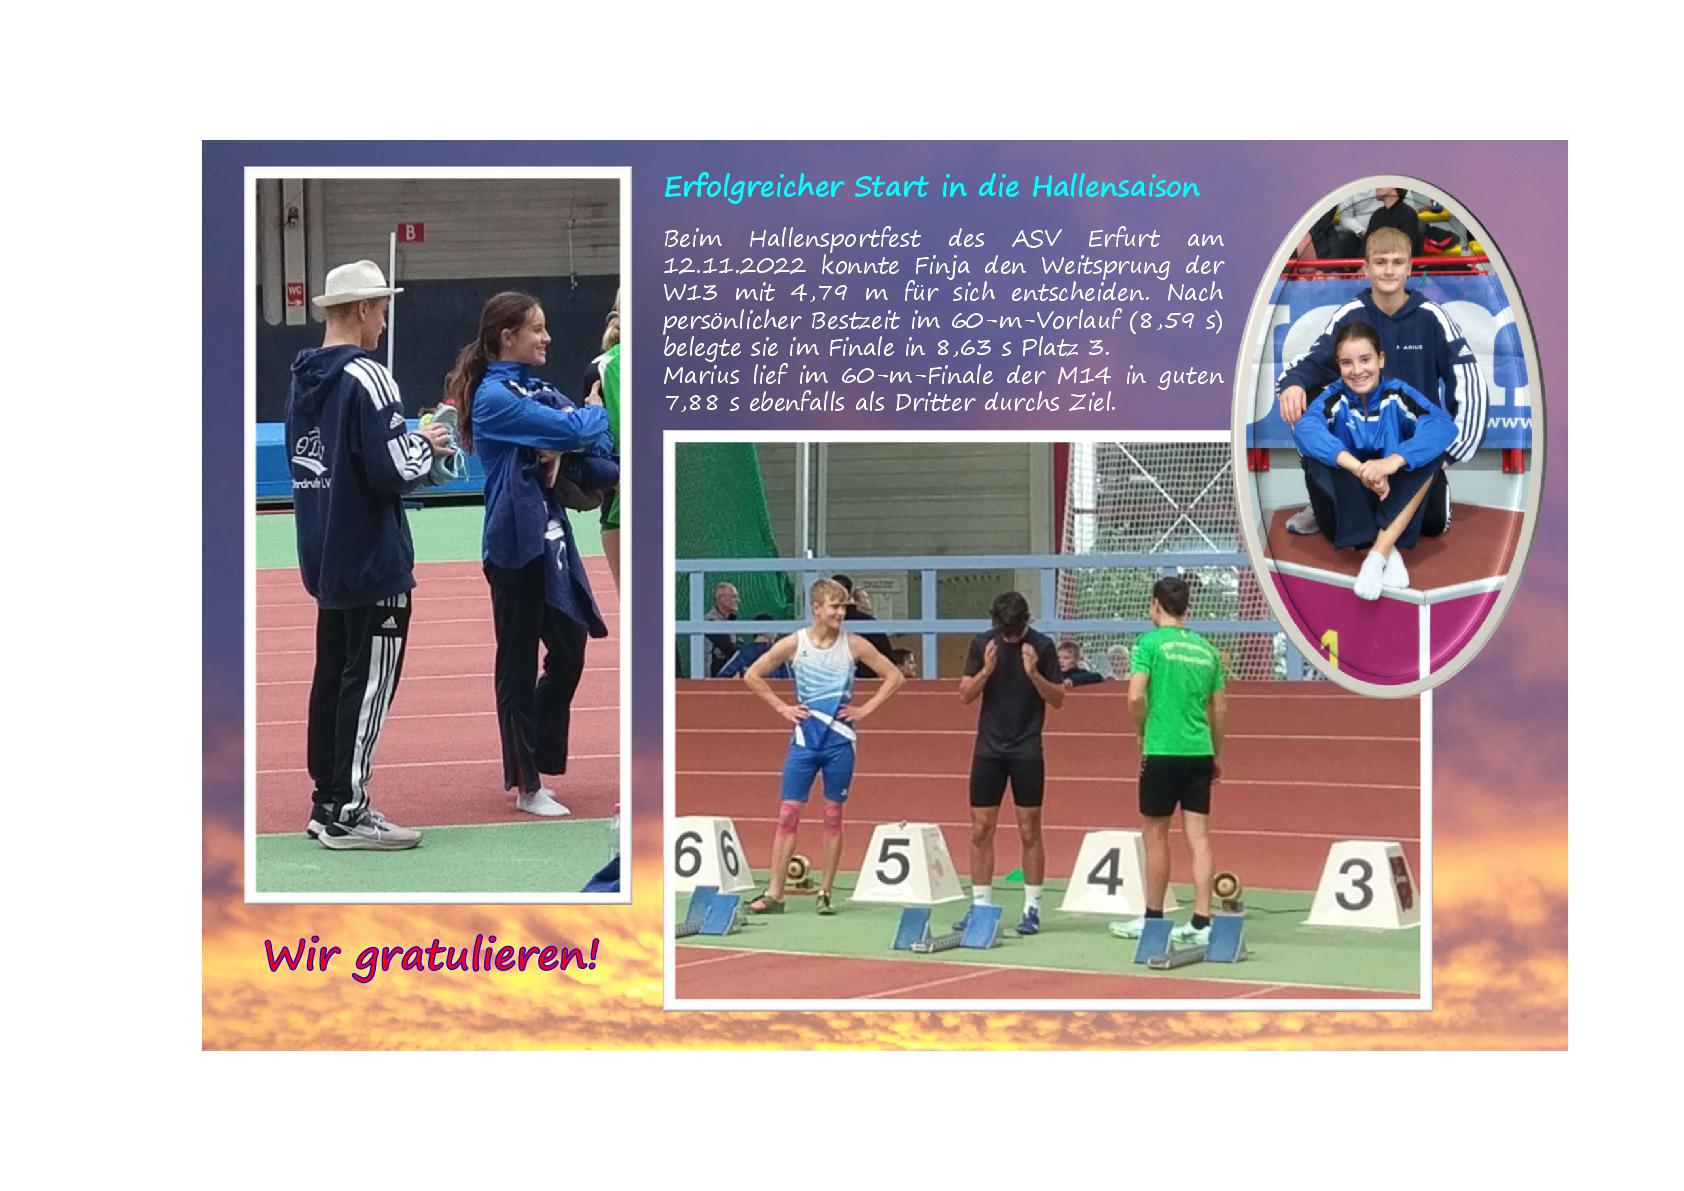 Erfolgreicher Start in die Hallensaison
Beim Hallensportfest des ASV Erfurt am
12.11.2022 konnte Finja den Weitsprung der
W13 mit 4,79 m für sich entscheiden. Nach
persönlicher Bestzeit im 60-m-Vorlauf (8,59 s)
belegte sie im Finale in 8,63 s Platz 3.
Marius lief im 60-m-Finale der M14 in guten
7,88 s ebenfalls als Dritter durchs Ziel.
B
WC
MARIUS
www
1
6 6
5
4
3
Wir gratulieren!